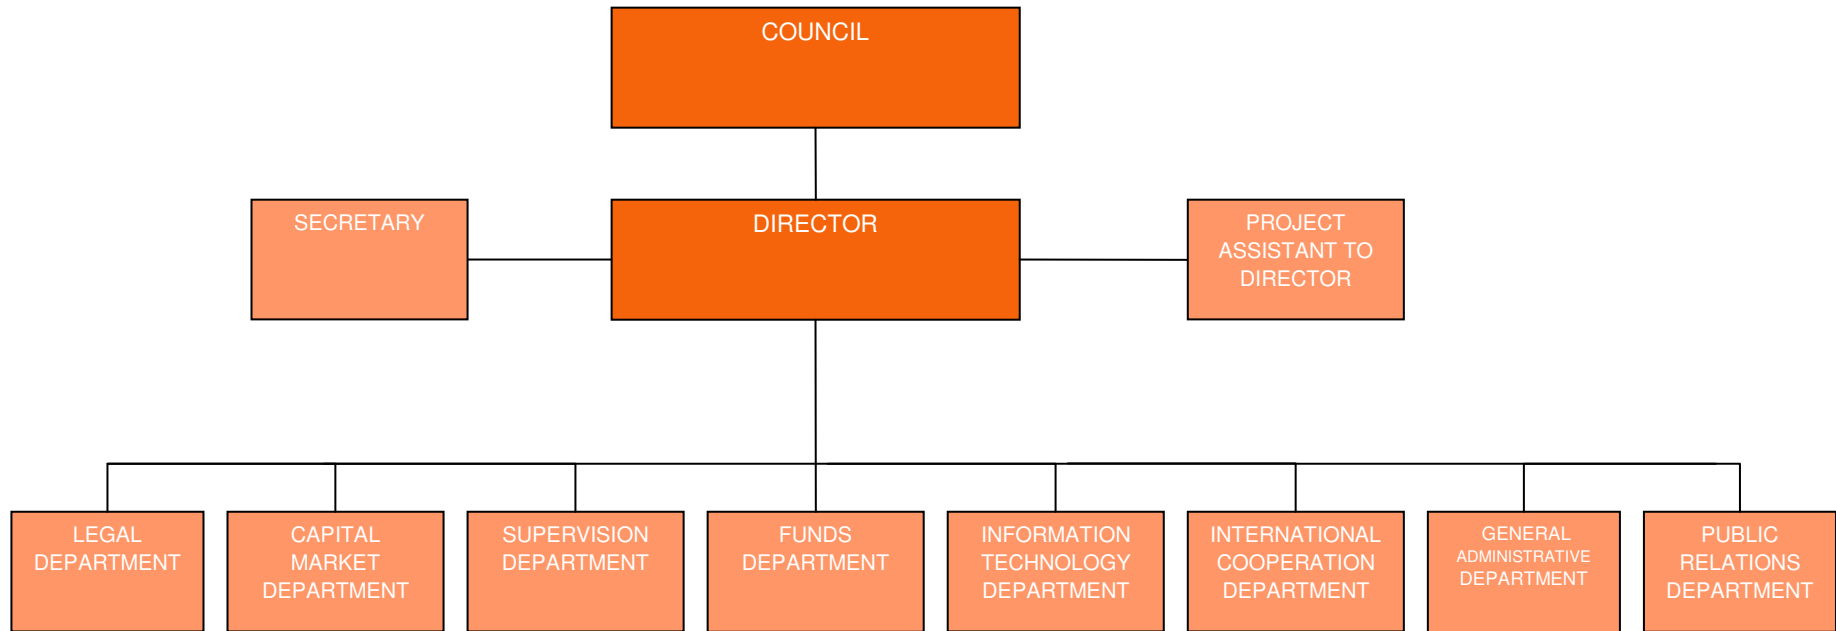 COUNCIL
SECRETARY
DIRECTOR
PROJECT
ASSISTANT TO
DIRECTOR
LEGAL
DEPARTMENT
CAPITAL
MARKET
DEPARTMENT
SUPERVISION
DEPARTMENT
FUNDS
DEPARTMENT
INFORMATION
TECHNOLOGY
DEPARTMENT
INTERNATIONAL
COOPERATION
DEPARTMENT
GENERAL
ADMINISTRATIVE
DEPARTMENT
PUBLIC
RELATIONS
DEPARTMENT